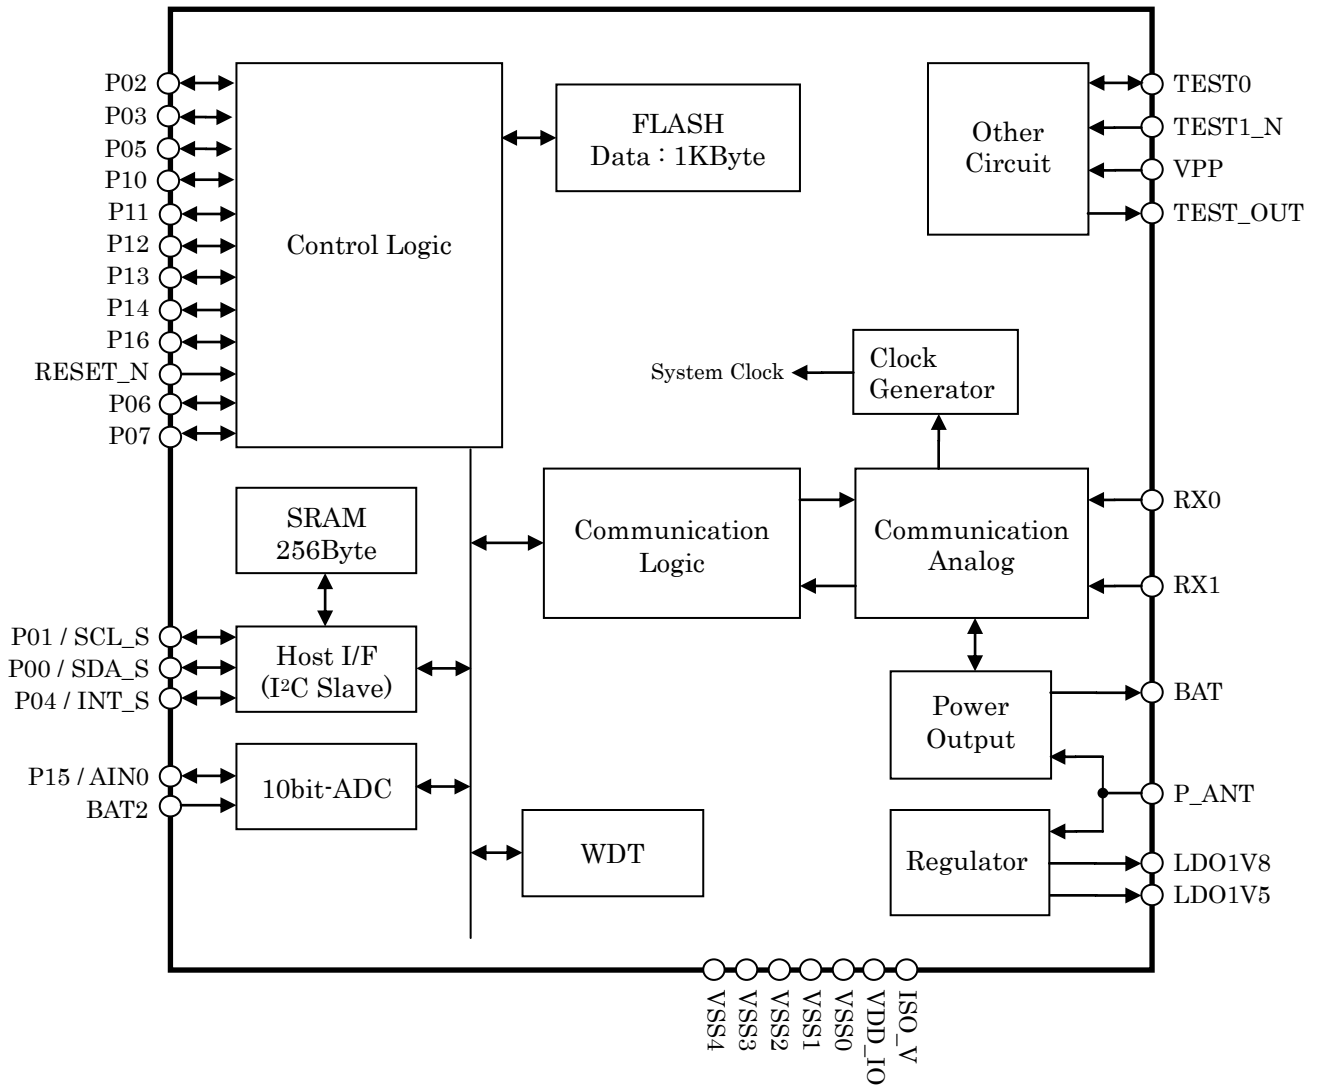 P02
P03
P05
P10
P11
P12
P13
P14
P16
RESET_N
P06
P07
Control Logic
FLASH
Data : 1KByte
Other
Circuit
TEST0
TEST1_N
VPP
TEST_OUT
System Clock
Clock
Generator
SRAM
256Byte
Communication
Logic
Communication
Analog
RX0
RX1
P01 / SCL_S
P00 / SDA_S
P04 / INT_S
Host I/F
(I²C Slave)
Power
Output
BAT
P15 / AIN0
BAT2
10bit-ADC
P_ANT
WDT
Regulator
LDO1V8
LDO1V5
VSS4
VSS3
VSS2
VSS1
VSS0
VDD_IO
ISO_V